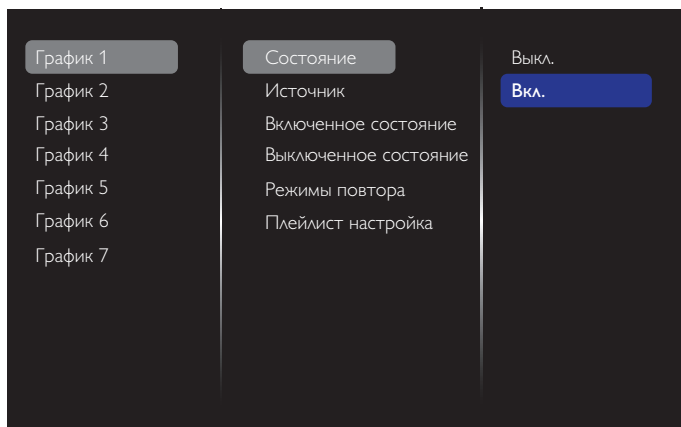 График 1
График 2
График 3
График 4
График 5
График 6
График 7
Состояние
Источник
Включенное состояние
Выключенное состояние
Режимы повтора
Плейлист настройка
Выкл.
Вкл.